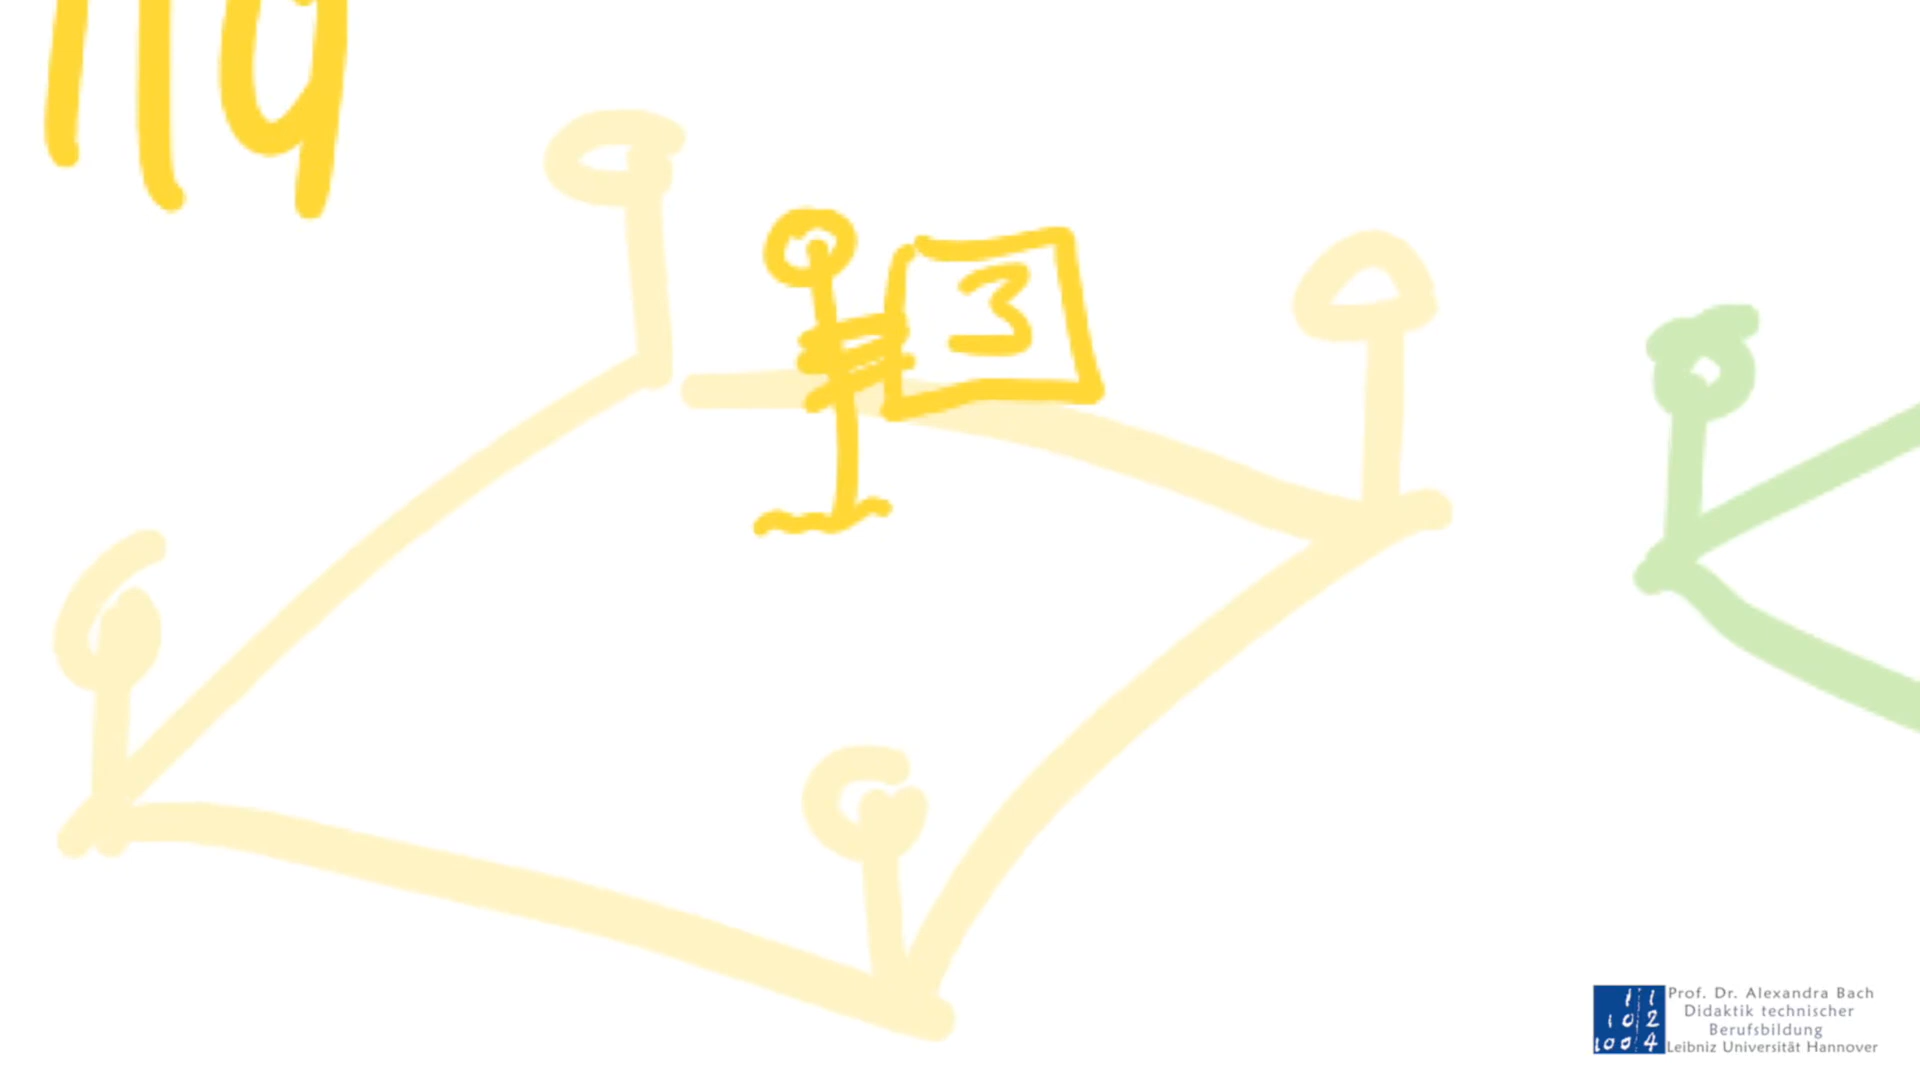 3
Prof. Dr. Alexandra Bach
Didaktik technischer
Berufsbildung
Leibniz Universität Hannover
1 1
1 0 2
1 0 0 4